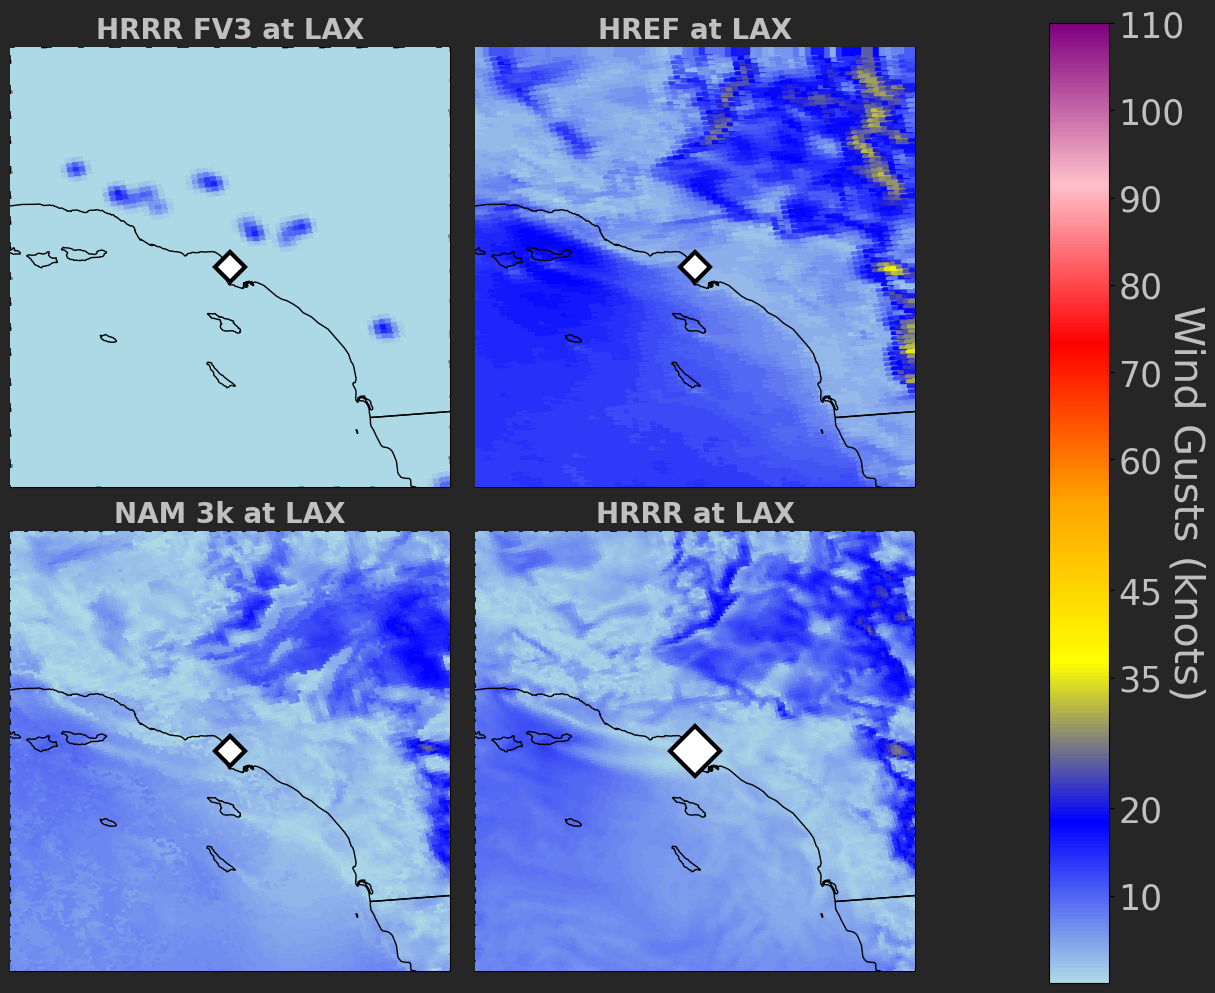 HRRR FV3 at LAX
HREF at LAX
NAM 3k at LAX
HRRR at LAX
110
100
90
80
70
60
45
35
20
10
Wind Gusts (knots)